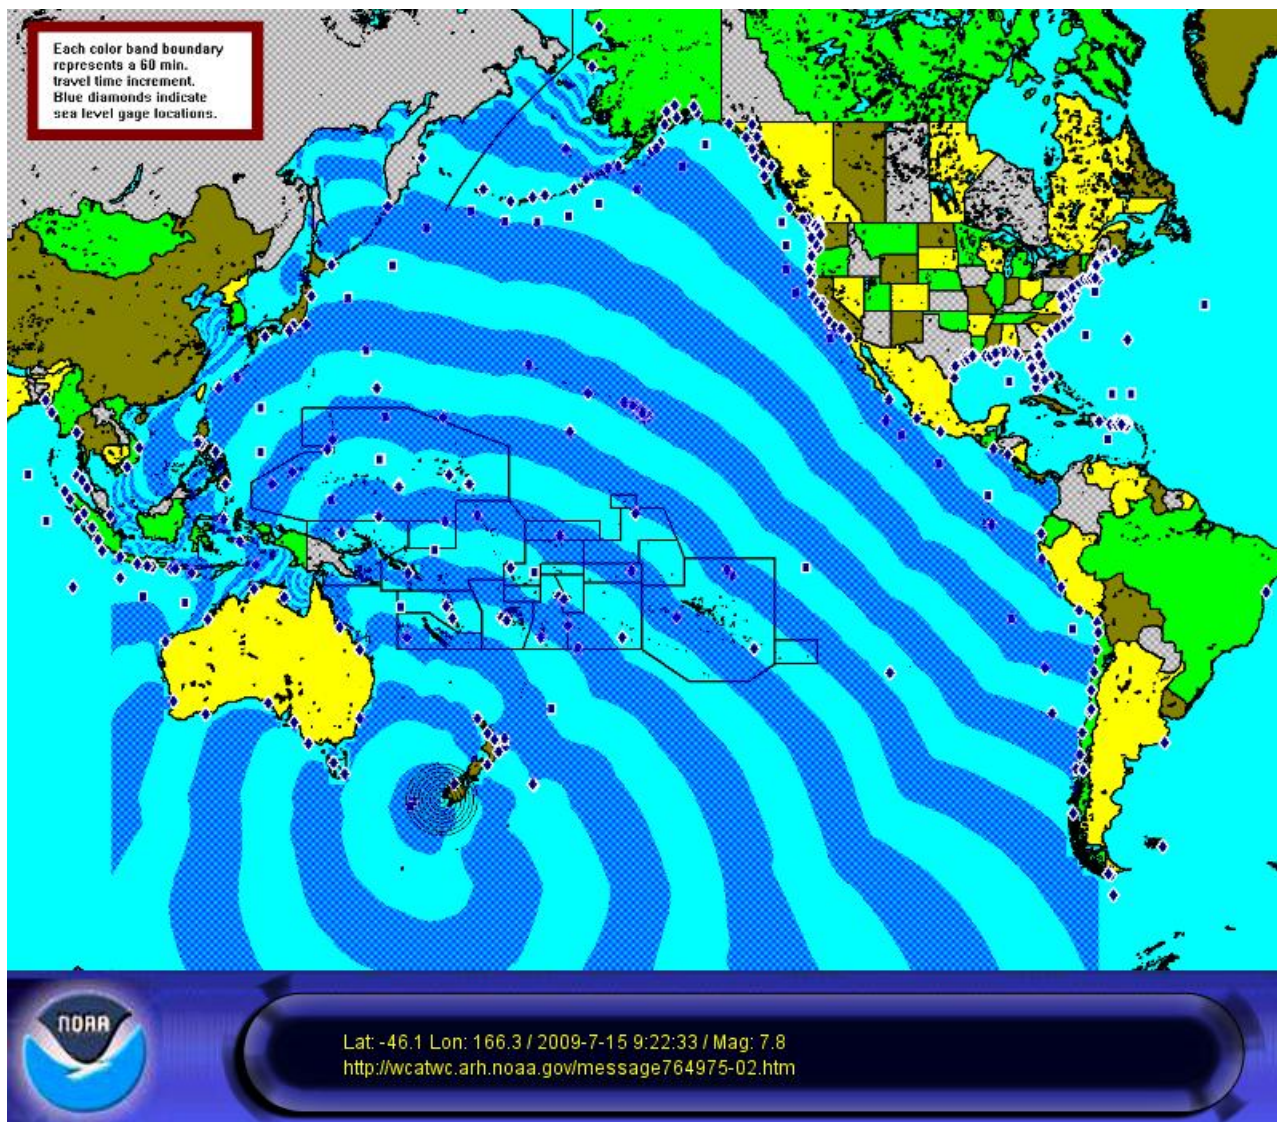 Each color band boundary
represents a 60 min.
travel time increment.
Blue diamonds indicate
sea level gage locations.
NOAA
Lat: -46.1 Lon: 166.3 / 2009-7-15 9:22:33 / Mag: 7.8
http://wcatwc.arh.noaa.gov/message764975-02.htm